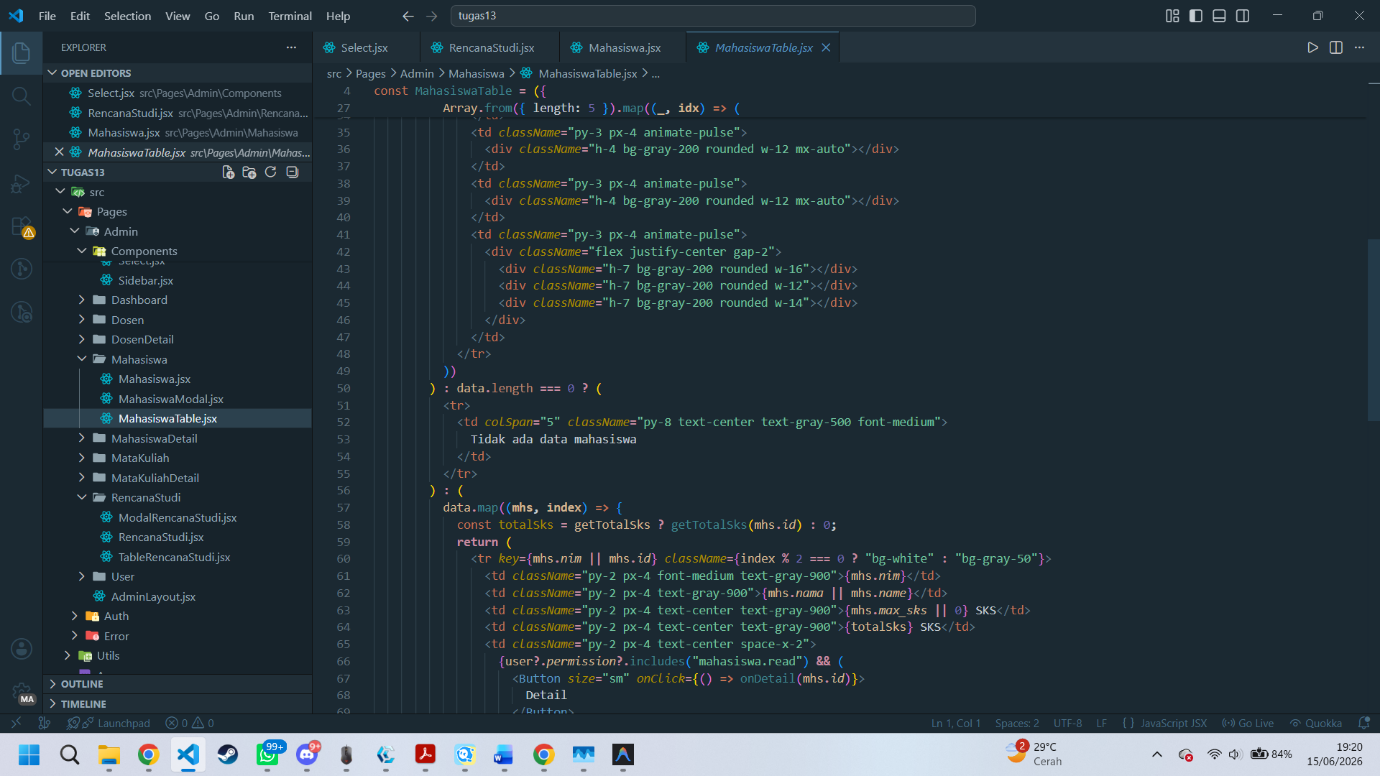 File Edit Selection View Go Run Terminal Help
tugas13
EXPLORER
Select.jsx RencanaStudi.jsx Mahasiswa.jsx MahasiswaTable.jsx
OPEN EDITORS
Select.jsx src\Pages\Admin\Components
RencanaStudi.jsx src\Pages\Admin\Rencana...
Mahasiswa.jsx src\Pages\Admin\Mahasiswa
MahasiswaTable.jsx src\Pages\Admin\Mahas...
TUGAS13
src
Pages
Admin
Components
Select.jsx
Sidebar.jsx
Dashboard
Dosen
DosenDetail
Mahasiswa
Mahasiswa.jsx
MahasiswaModal.jsx
MahasiswaTable.jsx
MahasiswaDetail
MataKuliah
MataKuliahDetail
RencanaStudi
ModalRencanaStudi.jsx
RencanaStudi.jsx
TableRencanaStudi.jsx
User
AdminLayout.jsx
Auth
Error
Utils
OUTLINE
TIMELINE
MA
src > Pages > Admin > Mahasiswa > MahasiswaTable.jsx > ...
4 const MahasiswaTable = ({
27 Array.from({ length: 5 }).map((_, idx) => (
</td>
35 <td className="py-3 px-4 animate-pulse">
36 <div className="h-4 bg-gray-200 rounded w-12 mx-auto"></div>
37 </td>
38 <td className="py-3 px-4 animate-pulse">
39 <div className="h-4 bg-gray-200 rounded w-12 mx-auto"></div>
40 </td>
41 <td className="py-3 px-4 animate-pulse">
42 <div className="flex justify-center gap-2">
43 <div className="h-7 bg-gray-200 rounded w-16"></div>
44 <div className="h-7 bg-gray-200 rounded w-12"></div>
45 <div className="h-7 bg-gray-200 rounded w-14"></div>
46 </div>
47 </td>
48 </tr>
49 ))
50 ) : data.length === 0 ? (
51 <tr>
52 <td colSpan="5" className="py-8 text-center text-gray-500 font-medium">
53 Tidak ada data mahasiswa
54 </td>
55 </tr>
56 ) : (
57 data.map((mhs, index) => {
58 const totalSks = getTotalSks ? getTotalSks(mhs.id) : 0;
59 return (
60 <tr key={mhs.nim || mhs.id} className={index % 2 === 0 ? "bg-white" : "bg-gray-50"}>
61 <td className="py-2 px-4 font-medium text-gray-900">{mhs.nim}</td>
62 <td className="py-2 px-4 text-gray-900">{mhs.nama || mhs.name}</td>
63 <td className="py-2 px-4 text-center text-gray-900">{mhs.max_sks || 0} SKS</td>
64 <td className="py-2 px-4 text-center text-gray-900">{totalSks} SKS</td>
65 <td className="py-2 px-4 text-center space-x-2">
66 {user?.permission?.includes("mahasiswa.read") && (
67 <Button size="sm" onClick={() => onDetail(mhs.id)}>
68 Detail
69 </Button>
Launchpad 0 0 Ln 1, Col 1 Spaces: 2 UTF-8 LF { } JavaScript JSX Go Live Quokka
99+ 9+ 2 29°C Cerah 84% 19:20 15/06/2026